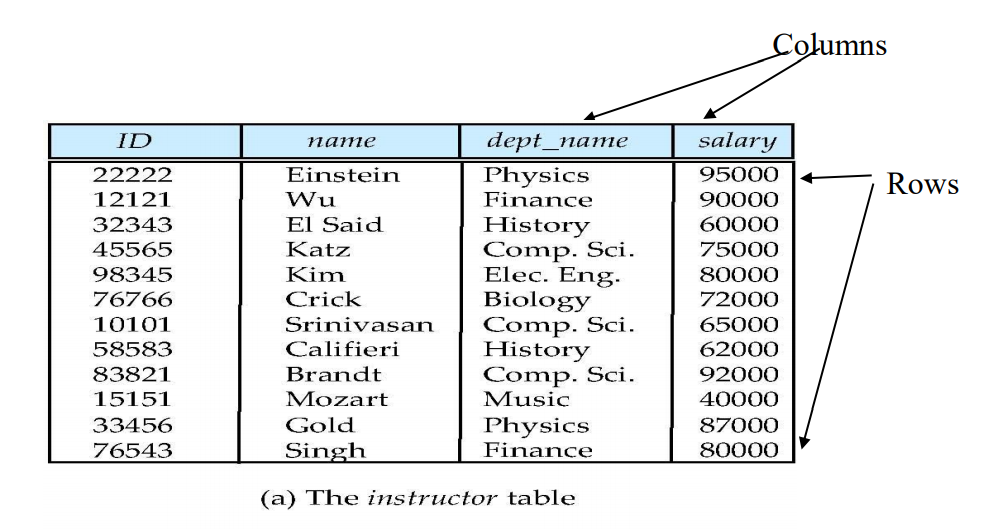 Columns
ID name dept_name salary
22222 Einstein Physics 95000
Rows
12121 Wu Finance 90000
32343 El Said History 60000
45565 Katz Comp. Sci. 75000
98345 Kim Elec. Eng. 80000
76766 Crick Biology 72000
10101 Srinivasan Comp. Sci. 65000
58583 Califieri History 62000
83821 Brandt Comp. Sci. 92000
15151 Mozart Music 40000
33456 Gold Physics 87000
76543 Singh Finance 80000
(a) The instructor table